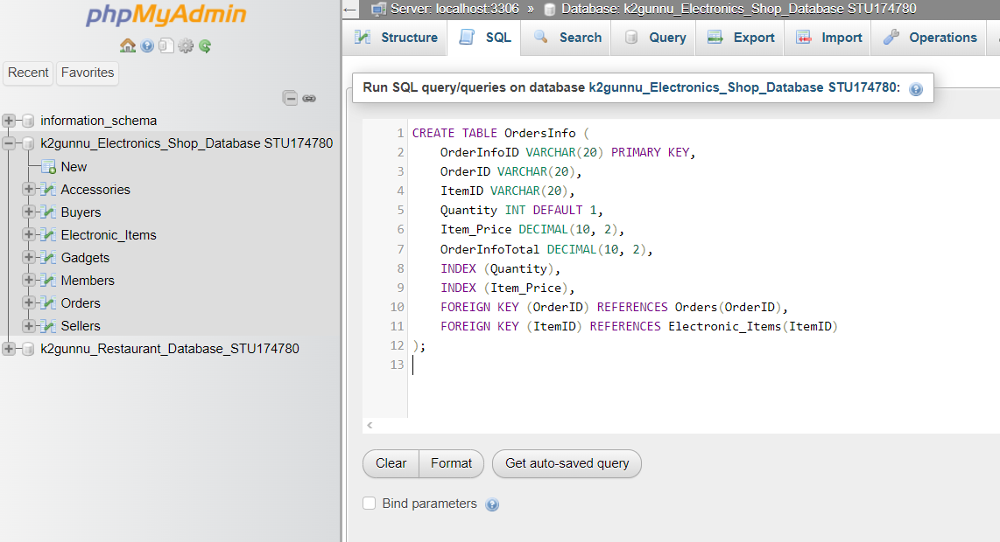 phpMyAdmin
Recent
Favorites
information_schema
k2gunnu_Electronics_Shop_Database STU174780
New
Accessories
Buyers
Electronic_Items
Gadgets
Members
Orders
Sellers
k2gunnu_Restaurant_Database_STU174780
Server: localhost:3306 » Database: k2gunnu_Electronics_Shop_Database STU174780
Structure SQL Search Query Export Import Operations
Run SQL query/queries on database k2gunnu_Electronics_Shop_Database STU174780:
1 CREATE TABLE OrdersInfo (
2 OrderInfoID VARCHAR(20) PRIMARY KEY,
3 OrderID VARCHAR(20),
4 ItemID VARCHAR(20),
5 Quantity INT DEFAULT 1,
6 Item_Price DECIMAL(10, 2),
7 OrderInfoTotal DECIMAL(10, 2),
8 INDEX (Quantity),
9 INDEX (Item_Price),
10 FOREIGN KEY (OrderID) REFERENCES Orders(OrderID),
11 FOREIGN KEY (ItemID) REFERENCES Electronic_Items(ItemID)
12 );
13
Clear Format Get auto-saved query
Bind parameters